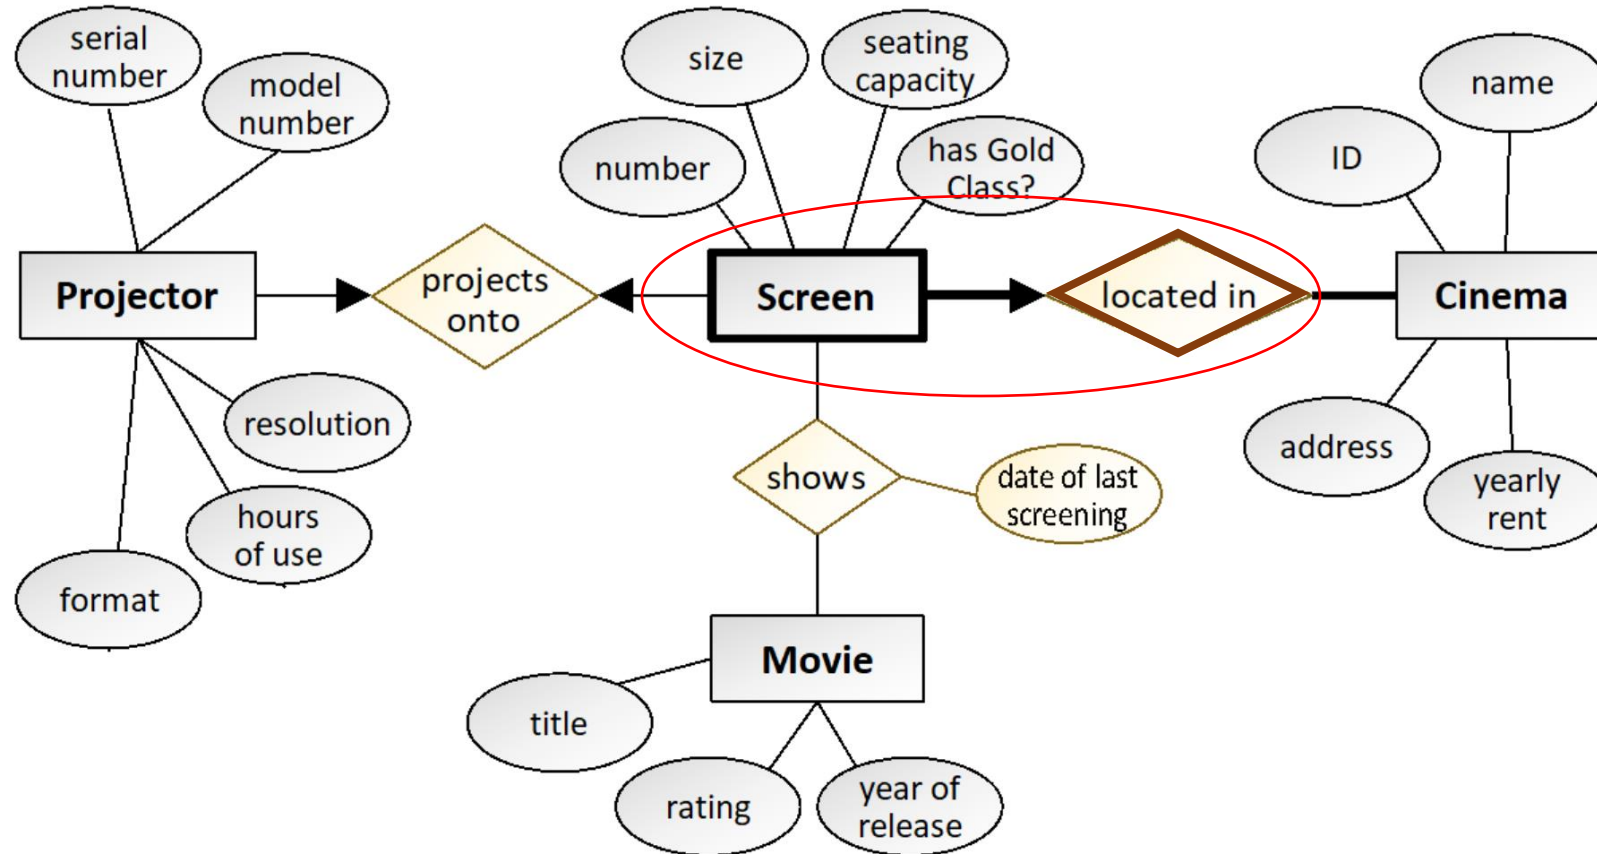 serial
number
model
number
size
seating
capacity
number
has Gold
Class?
name
ID
Projector
projects
onto
Screen
located in
Cinema
resolution
hours
of use
format
shows
date of last
screening
address
yearly
rent
Movie
title
rating
year of
release